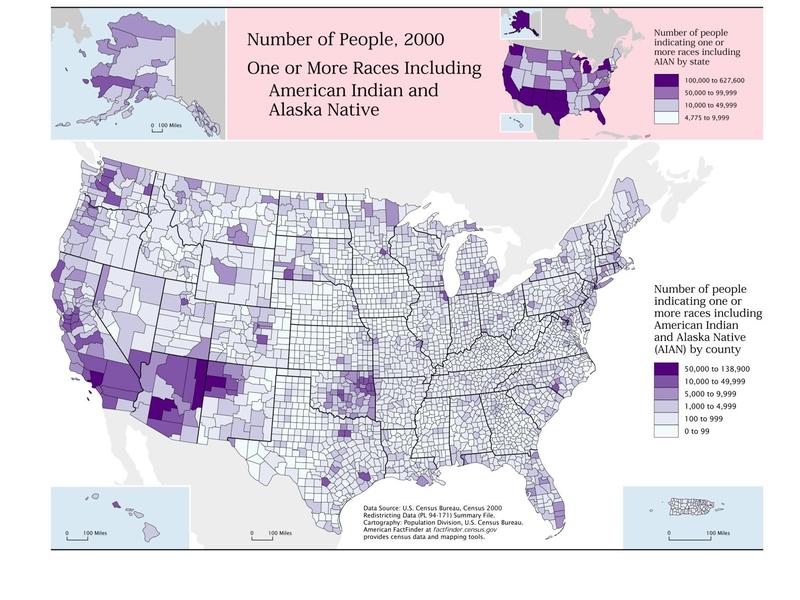 Number of People, 2000
One or More Races Including
American Indian and
Alaska Native
0 100 Miles
Number of people
indicating one or
more races including
AIAN by state
100,000 to 627,600
50,000 to 99,999
10,000 to 49,999
4,775 to 9,999
Number of people
indicating one or
more races including
American Indian
and Alaska Native
(AIAN) by county
50,000 to 138,900
10,000 to 49,999
5,000 to 9,999
1,000 to 4,999
100 to 999
0 to 99
Data Source: U.S. Census Bureau, Census 2000
Redistricting Data (PL 94-171) Summary File.
Cartography: Population Division, U.S. Census Bureau.
American FactFinder at factfinder.census.gov
provides census data and mapping tools.
0 100 Miles
0 100 Miles
0 100 Miles